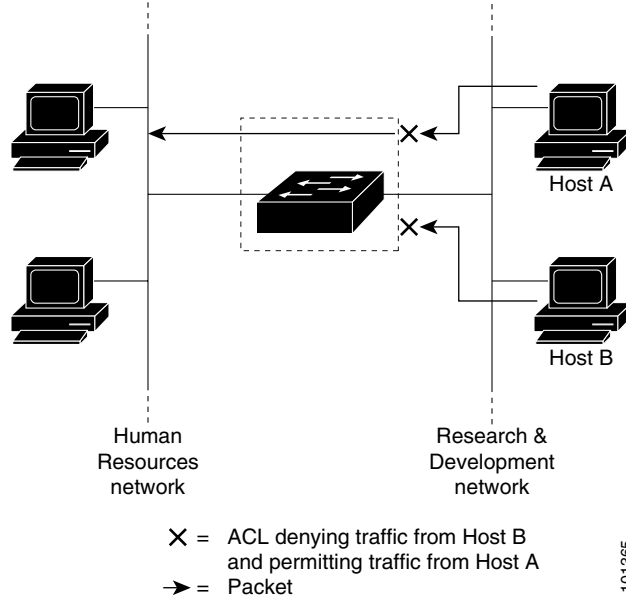 Host A
Host B
Human
Resources
network
Research &
Development
network
X = ACL denying traffic from Host B
and permitting traffic from Host A
→ = Packet
101365